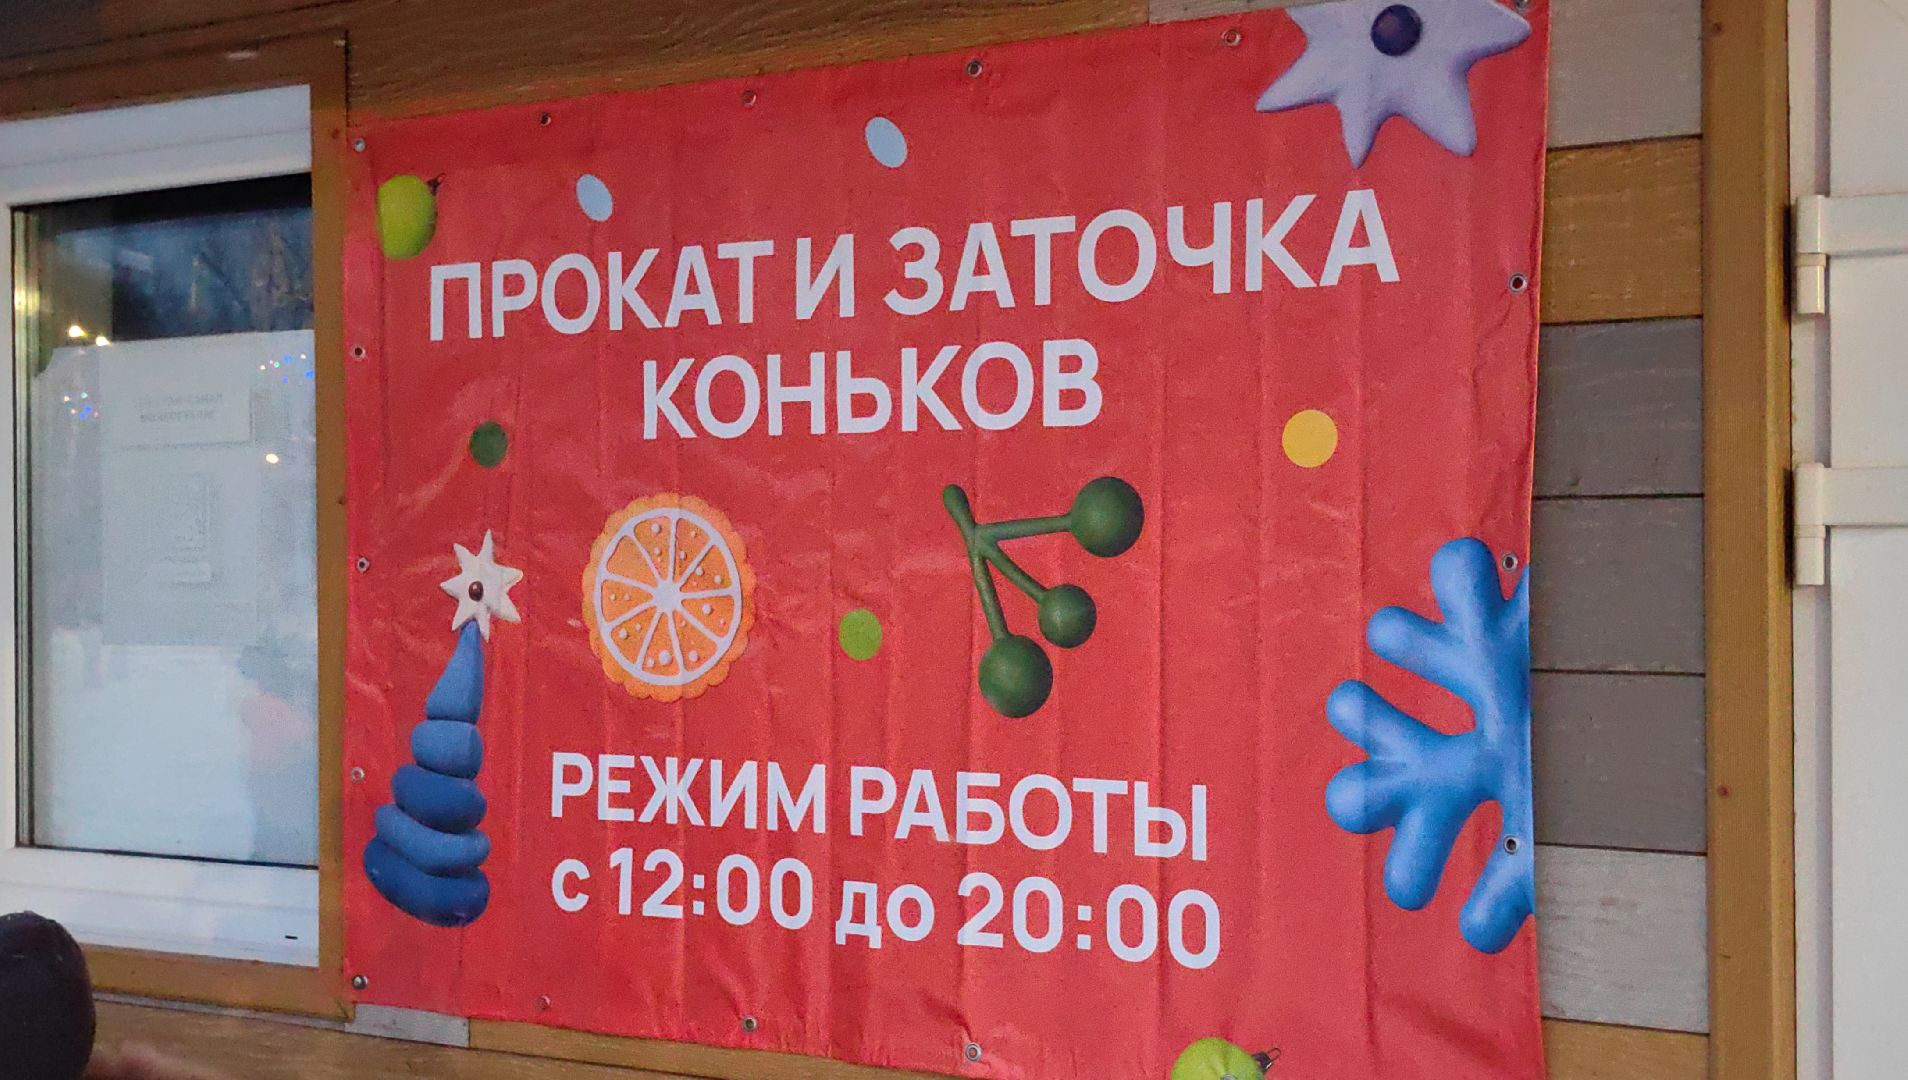 ПРОКАТ И ЗАТОЧКА
КОНЬКОВ
РЕЖИМ РАБОТЫ
с 12:00 до 20:00